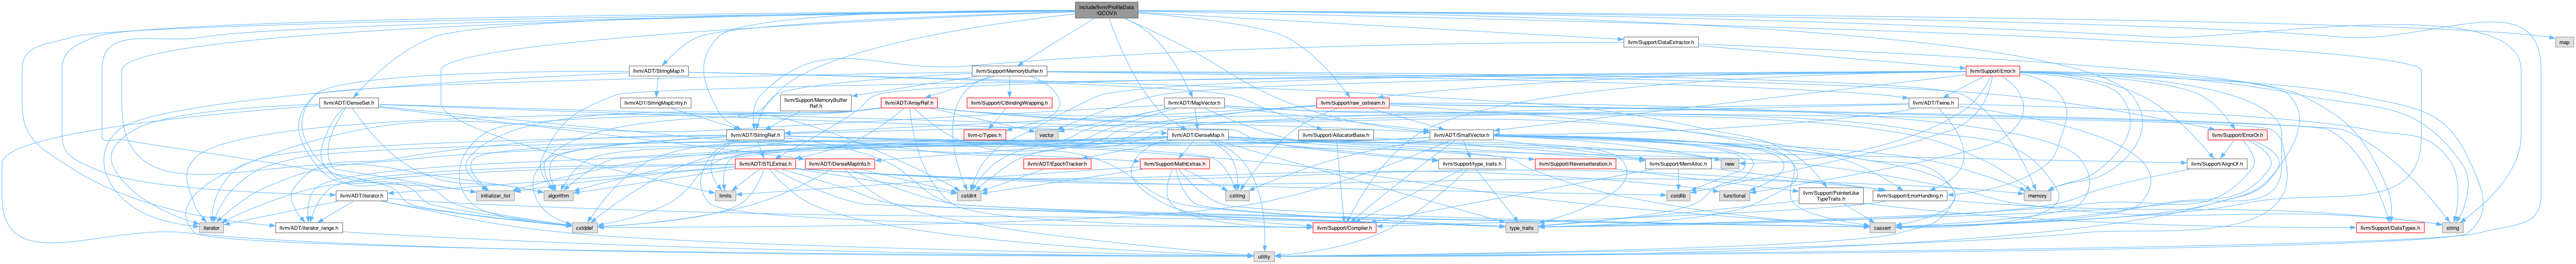 include/llvm/ProfileData
/GCOV.h
llvm/Support/DataExtractor.h
map
llvm/ADT/StringMap.h
llvm/Support/MemoryBuffer.h
llvm/Support/Error.h
llvm/ADT/DenseSet.h
llvm/ADT/StringMapEntry.h
llvm/Support/MemoryBuffer
Ref.h
llvm/ADT/ArrayRef.h
llvm/Support/CBindingWrapping.h
llvm/ADT/MapVector.h
llvm/Support/raw_ostream.h
llvm/ADT/Twine.h
llvm/ADT/StringRef.h
llvm-c/Types.h
vector
llvm/ADT/DenseMap.h
llvm/Support/AllocatorBase.h
llvm/ADT/SmallVector.h
llvm/Support/ErrorOr.h
llvm/ADT/STLExtras.h
llvm/ADT/DenseMapInfo.h
llvm/ADT/EpochTracker.h
llvm/Support/MathExtras.h
llvm/Support/type_traits.h
llvm/Support/ReverseIteration.h
llvm/Support/MemAlloc.h
new
llvm/Support/AlignOf.h
llvm/ADT/iterator.h
initializer_list
algorithm
limits
cstdint
cstring
cstdlib
functional
llvm/Support/PointerLike
TypeTraits.h
llvm/Support/ErrorHandling.h
memory
iterator
llvm/ADT/iterator_range.h
cstddef
llvm/Support/Compiler.h
type_traits
cassert
llvm/Support/DataTypes.h
string
utility